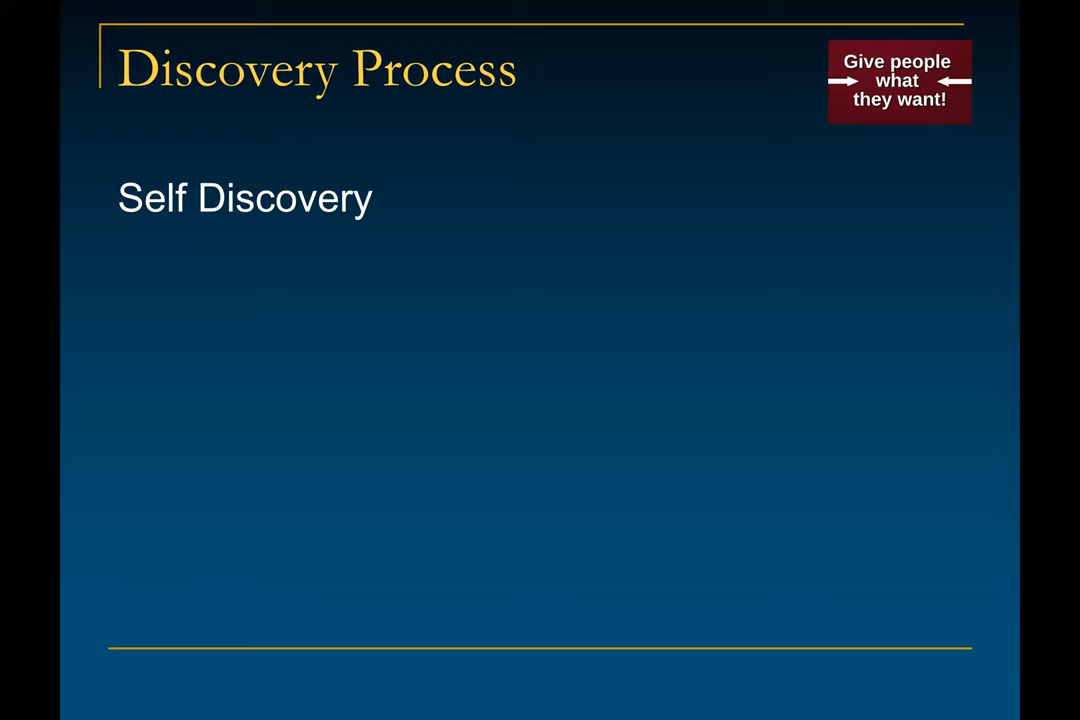 Discovery Process
Give people
what
they want!
Self Discovery